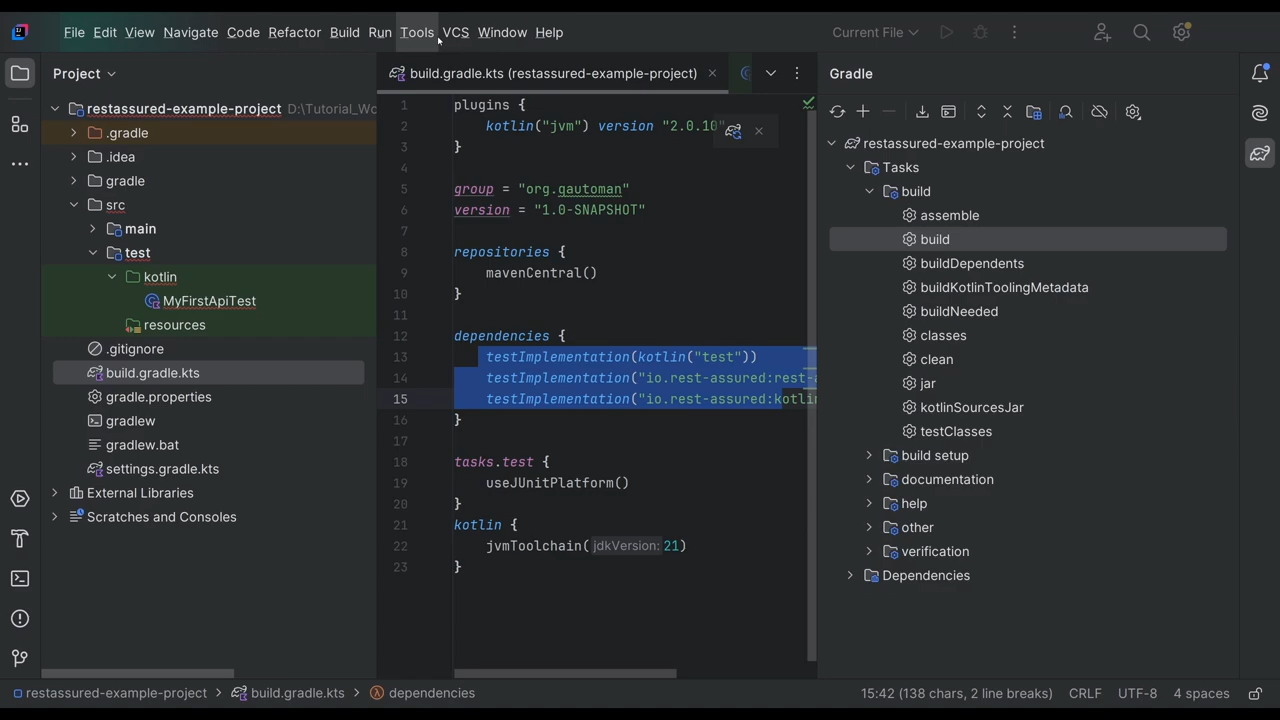 File Edit View Navigate Code Refactor Build Run Tools VCS Window Help
Current File
Project
restassured-example-project
.gradle
.idea
gradle
src
main
test
kotlin
MyFirstApiTest
resources
.gitignore
build.gradle.kts
gradle.properties
gradlew
gradlew.bat
settings.gradle.kts
External Libraries
Scratches and Consoles
build.gradle.kts (restassured-example-project)
1 plugins {
2 kotlin("jvm") version "2.0.10"
3 }
4
5 group = "org.qautoman"
6 version = "1.0-SNAPSHOT"
7
8 repositories {
9 mavenCentral()
10 }
11
12 dependencies {
13 testImplementation(kotlin("test"))
14 testImplementation("io.rest-assured:rest-
15 testImplementation("io.rest-assured:kotlin
16 }
17
18 tasks.test {
19 useJUnitPlatform()
20 }
21 kotlin {
22 jvmToolchain( jdkVersion: 21)
23 }
Gradle
restassured-example-project
Tasks
build
assemble
build
buildDependents
buildKotlinToolingMetadata
buildNeeded
classes
clean
jar
kotlinSourcesJar
testClasses
build setup
documentation
help
other
verification
Dependencies
restassured-example-project > build.gradle.kts > dependencies
15:42 (138 chars, 2 line breaks) CRLF UTF-8 4 spaces